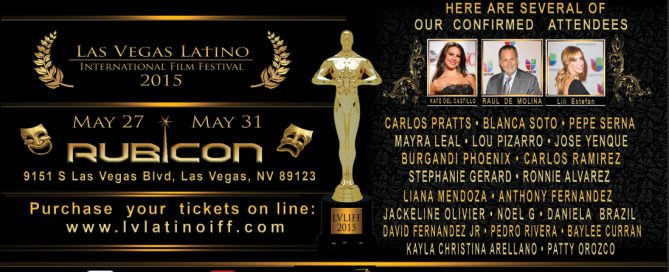 LAS VEGAS LATINO
INTERNATIONAL FILM FESTIVAL
2015
MAY 27 MAY 31
RUBICON
9151 S Las Vegas Blvd, Las Vegas, NV 89123
Purchase your tickets on line:
www.lvlatinoiff.com
LVLIFF
2015
HERE ARE SEVERAL OF
OUR CONFIRMED ATTENDEES
KATE DEL CASTILLO RAUL DE MOLINA Lili Estefan
CARLOS PRATTS • BLANCA SOTO • PEPE SERNA
MAYRA LEAL • LOU PIZARRO • JOSE YENQUE
BURGANDI PHOENIX • CARLOS RAMIREZ
STEPHANIE GERARD • RONNIE ALVAREZ
LIANA MENDOZA • ANTHONY FERNANDEZ
JACKELINE OLIVIER • NOEL G • DANIELA BRAZIL
DAVID FERNANDEZ JR • PEDRO RIVERA • BAYLEE CURRAN
KAYLA CHRISTINA ARELLANO • PATTY OROZCO